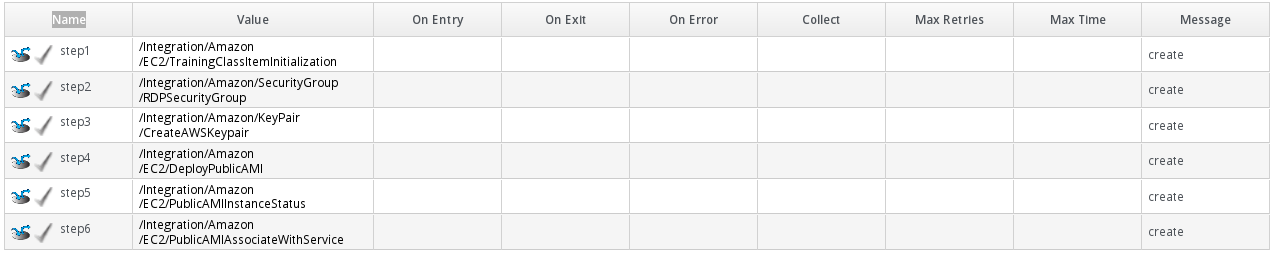 Name Value On Entry On Exit On Error Collect Max Retries Max Time Message
step1 /Integration/Amazon create
/EC2/TrainingClassItemInitialization
step2 /Integration/Amazon/SecurityGroup create
/RDPSecurityGroup
step3 /Integration/Amazon/KeyPair create
/CreateAWSKeypair
step4 /Integration/Amazon create
/EC2/DeployPublicAMI
step5 /Integration/Amazon create
/EC2/PublicAMIInstanceStatus
step6 /Integration/Amazon create
/EC2/PublicAMIAssociateWithService